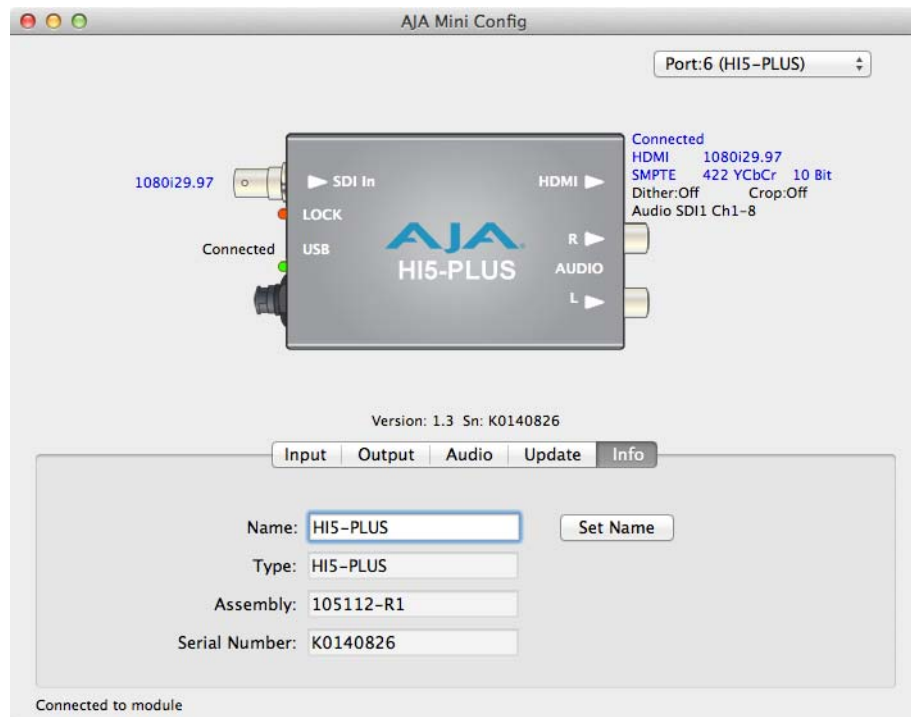 AJA Mini Config
Port:6 (HI5-PLUS)
Connected
HDMI 1080i29.97
SMPTE 422 YCbCr 10 Bit
Dither:Off Crop:Off
Audio SDI1 Ch1-8
1080i29.97
SDI In
HDMI
LOCK
Connected
USB
AJA
HI5-PLUS
R
AUDIO
L
Version: 1.3 Sn: K0140826
Input Output Audio Update Info
Name: HI5-PLUS Set Name
Type: HI5-PLUS
Assembly: 105112-R1
Serial Number: K0140826
Connected to module